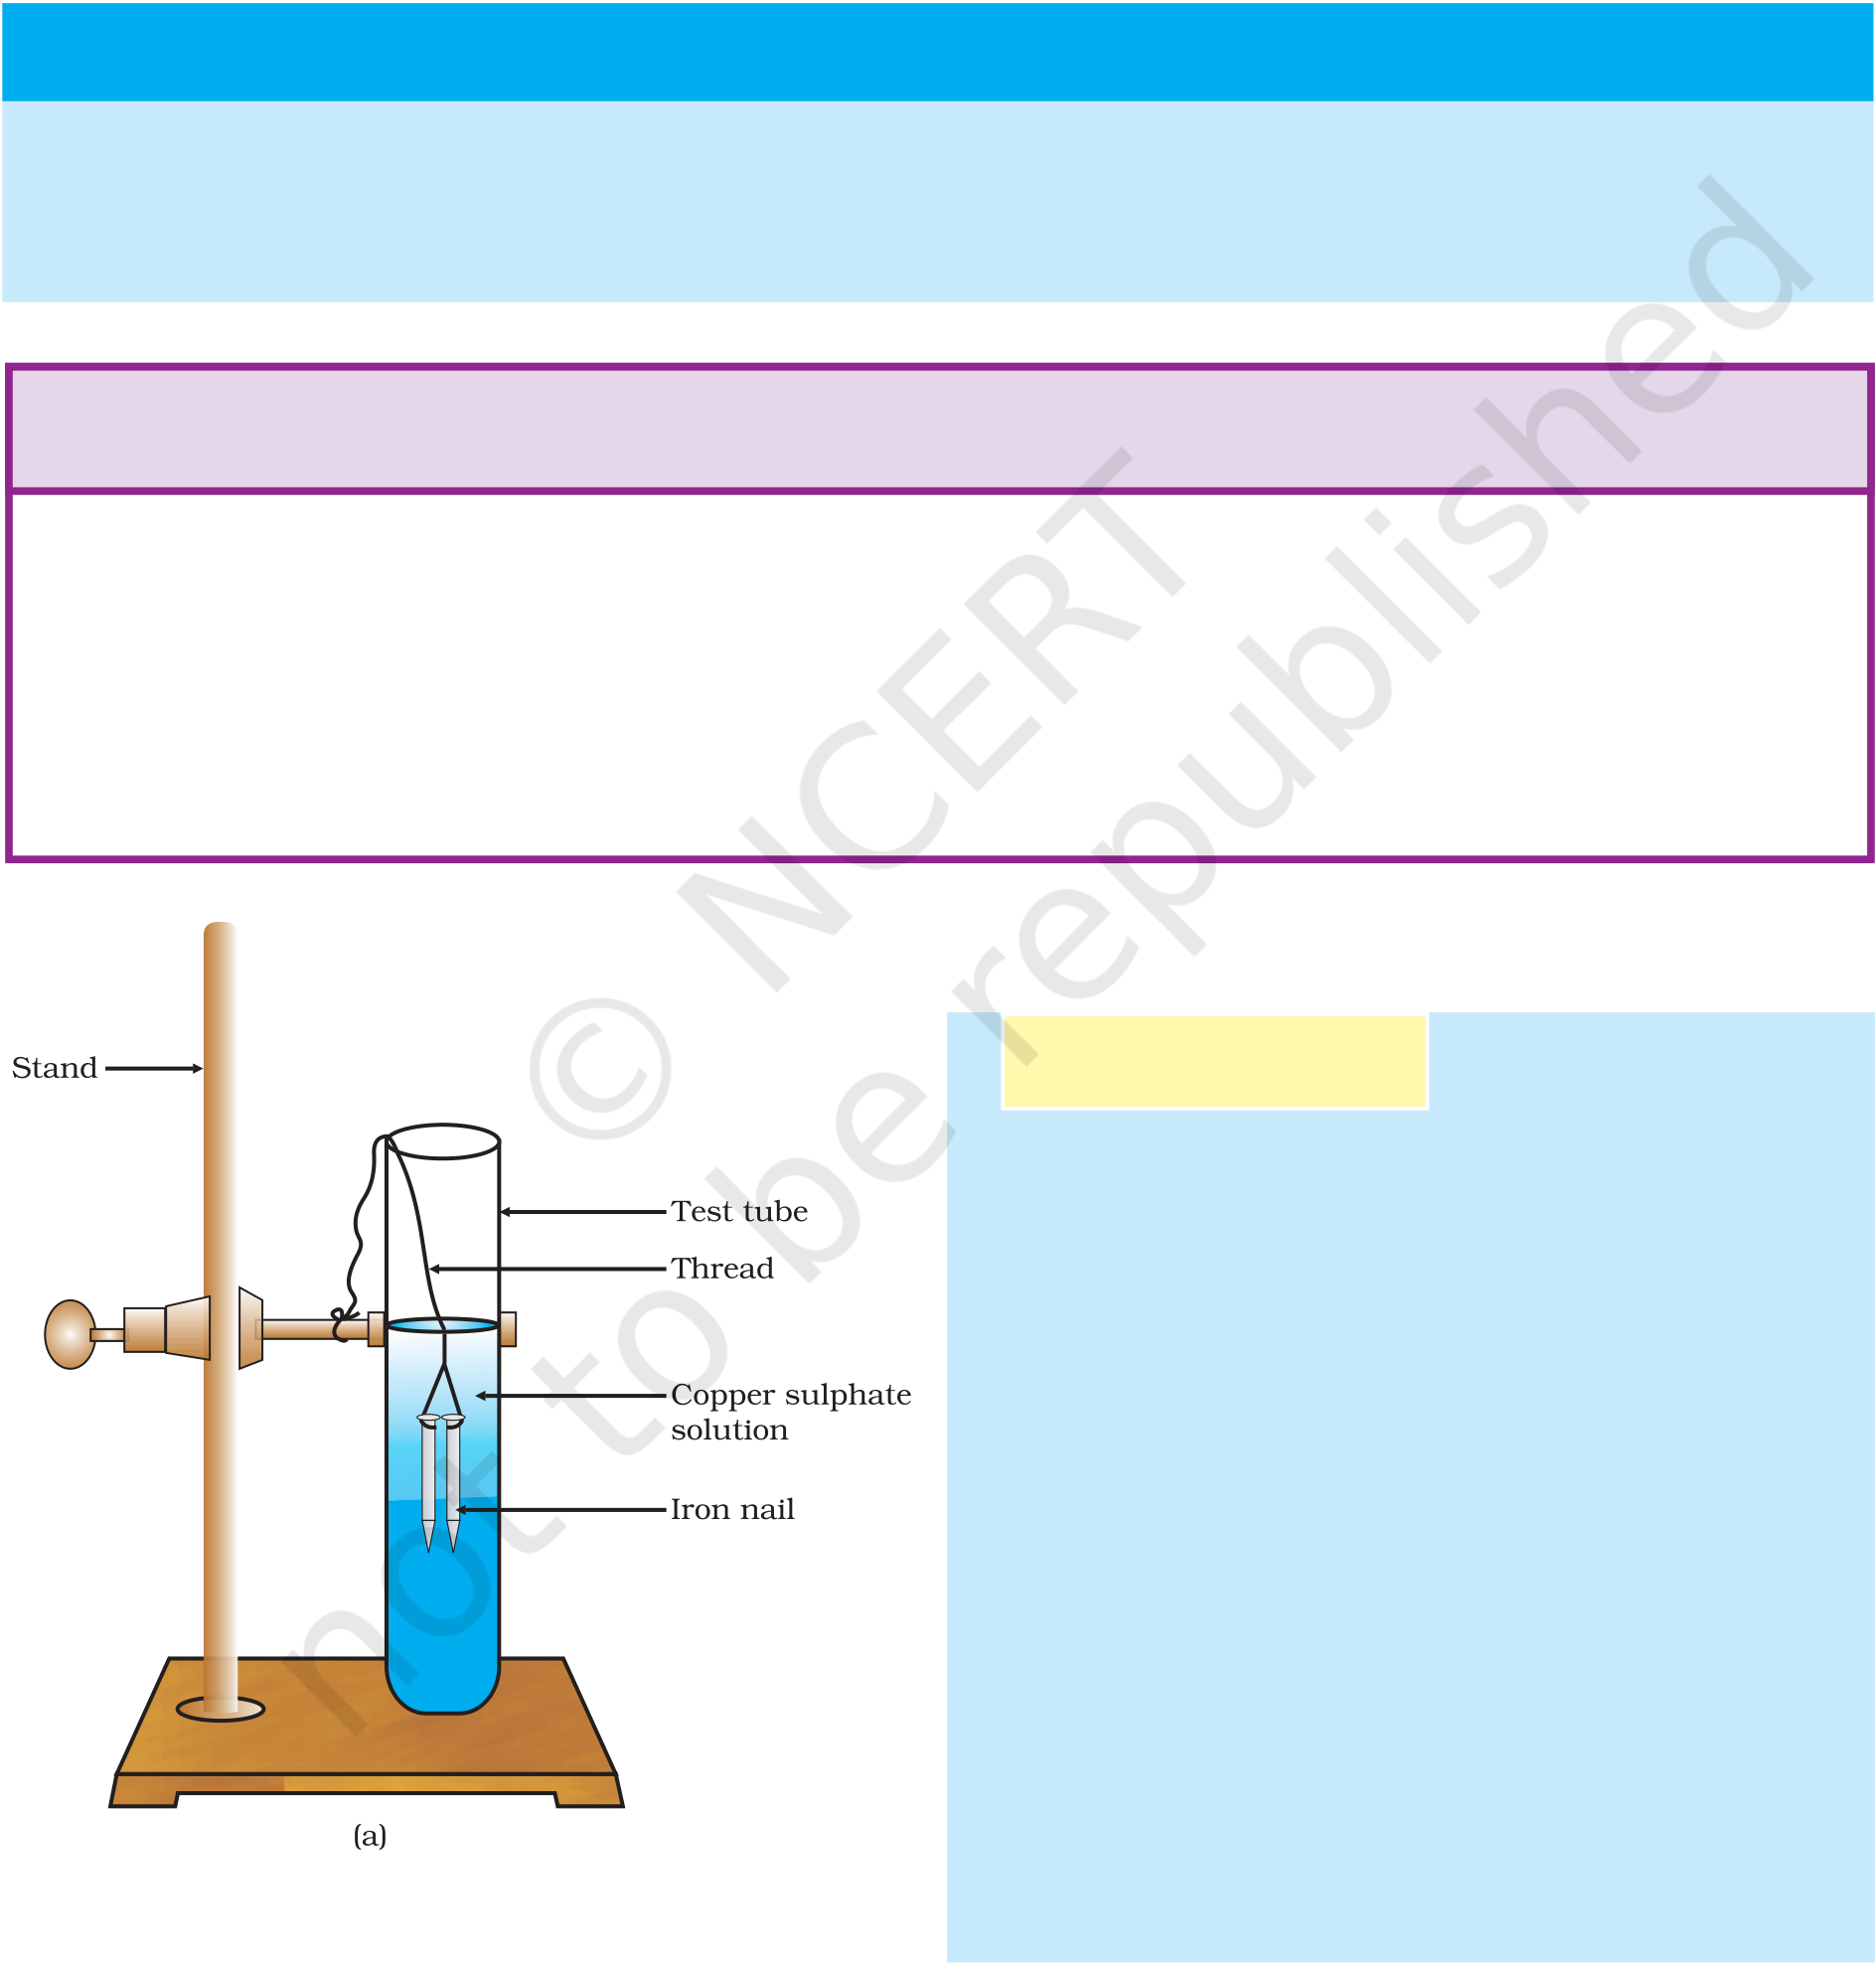 © NCERT
not to be republished
Stand
Test tube
Thread
Copper sulphate
solution
Iron nail
(a)